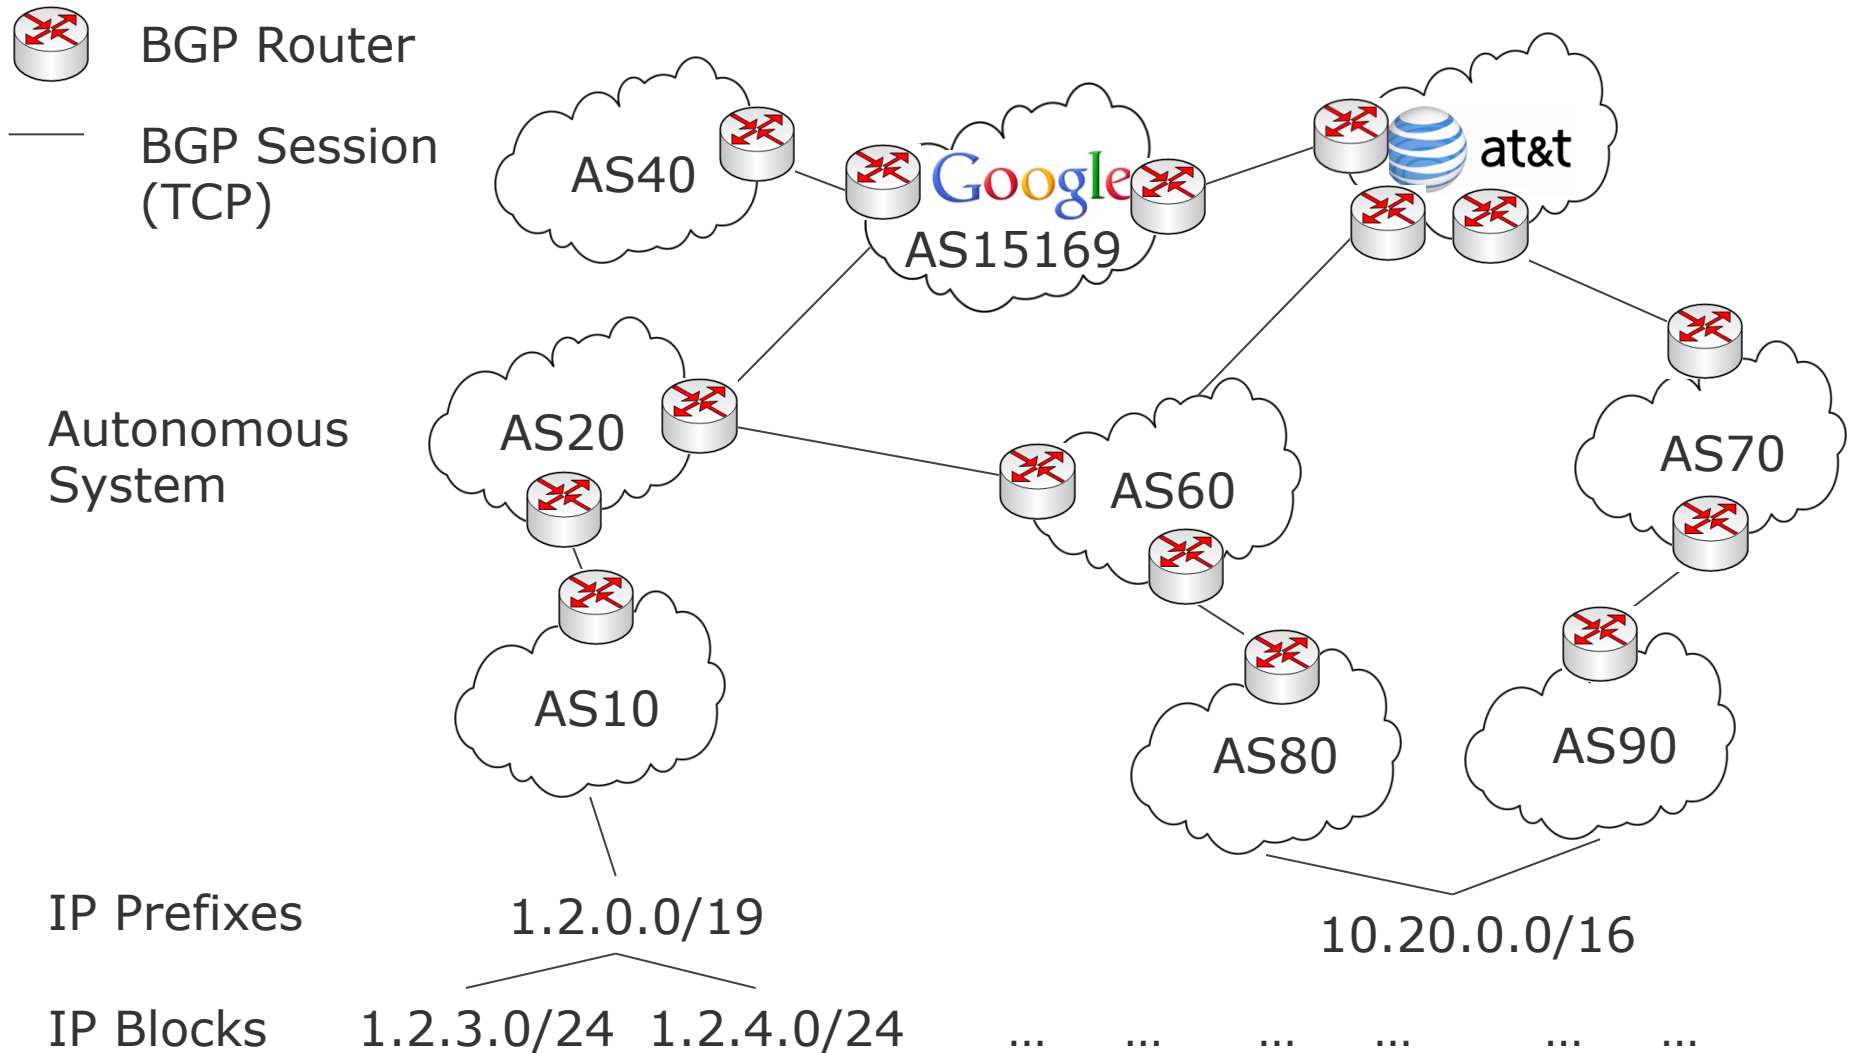 BGP Router
BGP Session
(TCP)
AS40
Google
AS15169
at&t
Autonomous
System
AS20
AS60
AS70
AS10
AS80
AS90
IP Prefixes
1.2.0.0/19
10.20.0.0/16
IP Blocks 1.2.3.0/24 1.2.4.0/24 ... ... ... ... ... ...